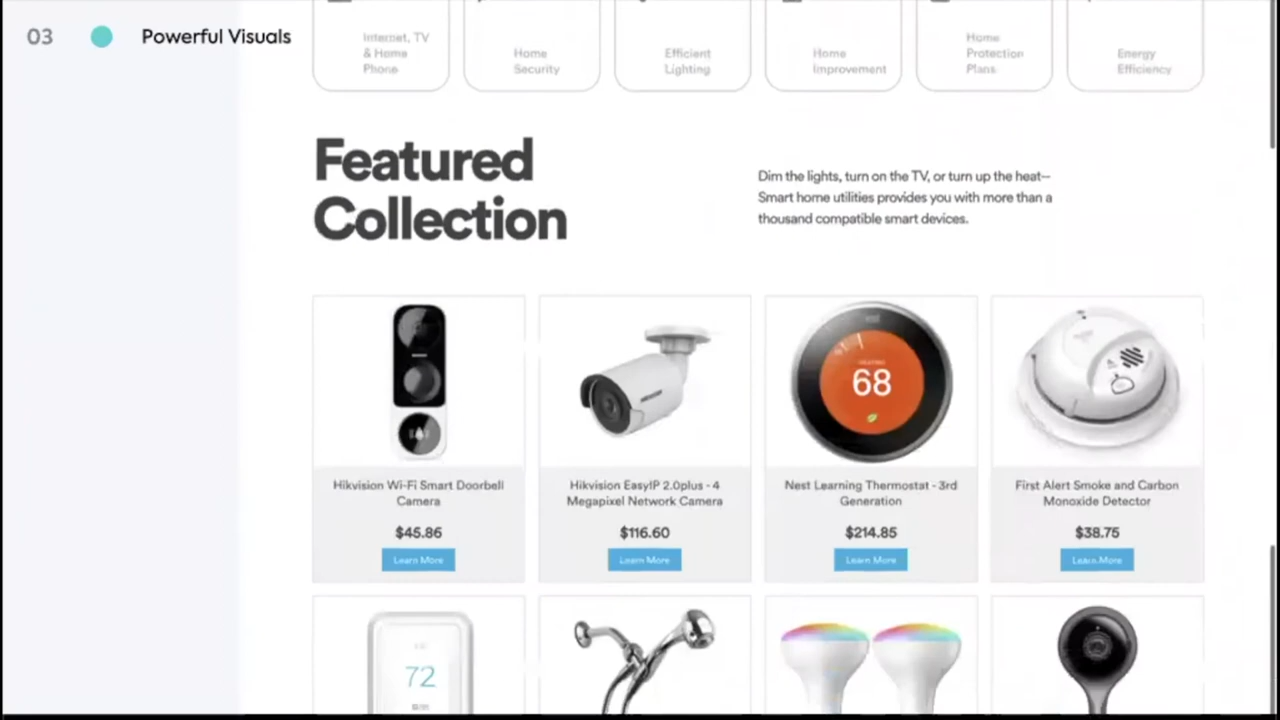 03
Powerful Visuals
Internet, TV
& Home
Phone
Home
Security
Efficient
Lighting
Home
Improvement
Home
Protection
Plans
Energy
Efficiency
Featured
Collection
Dim the lights, turn on the TV, or turn up the heat—
Smart home utilities provides you with more than a
thousand compatible smart devices.
HIKVISION
nest
HEATING
68
Hikvision Wi-Fi Smart Doorbell
Camera
$45.86
Learn More
Hikvision EasyIP 2.0plus - 4
Megapixel Network Camera
$116.60
Learn More
Nest Learning Thermostat - 3rd
Generation
$214.85
Learn More
First Alert Smoke and Carbon
Monoxide Detector
$38.75
Learn More
72